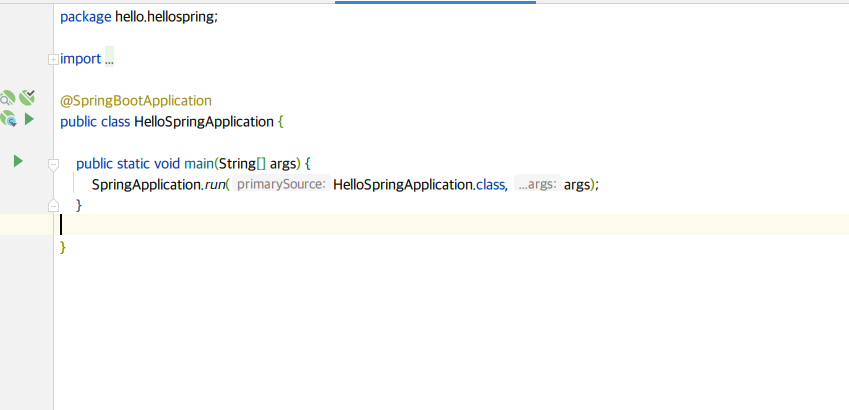 package hello.hellospring;
import ...
@SpringBootApplication
public class HelloSpringApplication {
public static void main(String[] args) {
SpringApplication.run( primarySource: HelloSpringApplication.class, ...args: args);
}
}